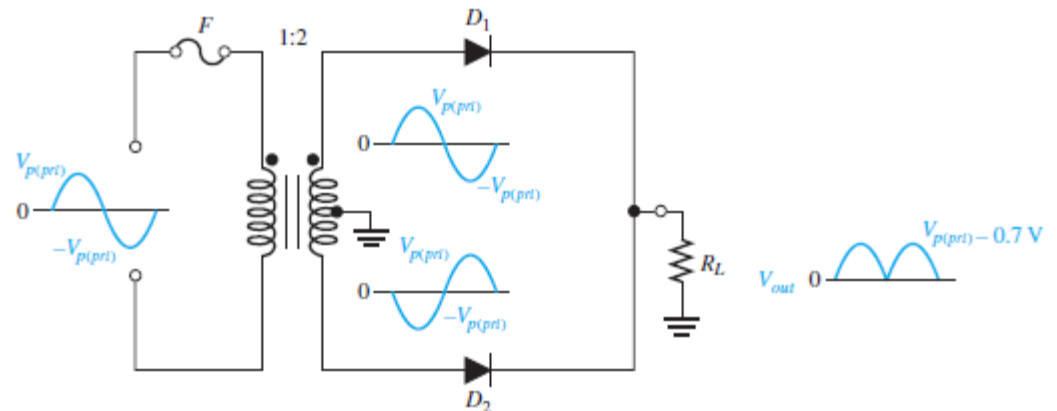 F
1:2
D1
Vp(pri)
0
−Vp(pri)
Vp(pri)
0
−Vp(pri)
Vp(pri)
0
−Vp(pri)
D2
RL
Vp(pri) − 0.7 V
Vout 0